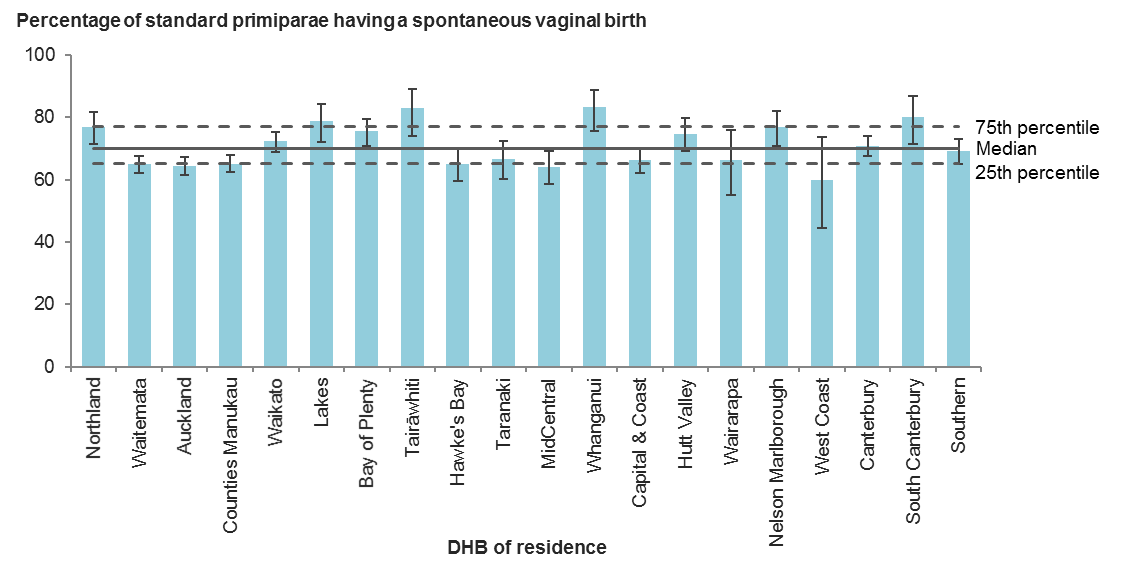 Percentage of standard primiparae having a spontaneous vaginal birth
100
80
60
40
20
0
75th percentile
Median
25th percentile
Northland
Waitemata
Auckland
Counties Manukau
Waikato
Lakes
Bay of Plenty
Tairāwhiti
Hawke's Bay
Taranaki
MidCentral
Whanganui
Capital & Coast
Hutt Valley
Wairarapa
Nelson Marlborough
West Coast
Canterbury
South Canterbury
Southern
DHB of residence